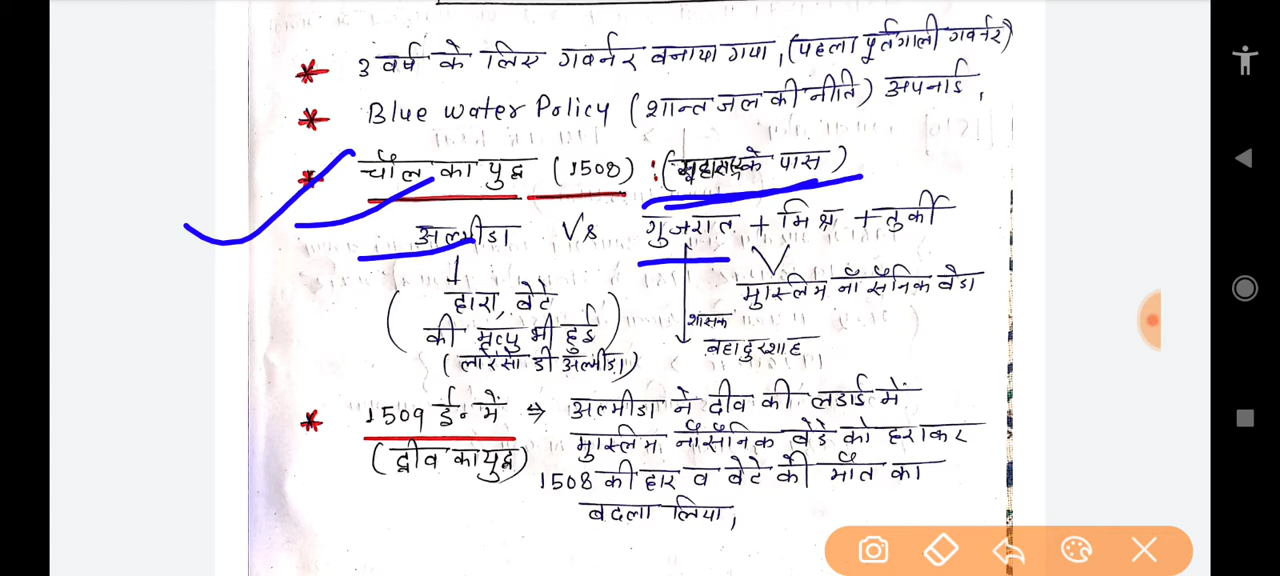 * 3 वर्ष के लिए गवर्नर बनाया गया, (पहला पुर्तगाली गवर्नर)
* Blue water Policy (शान्त जल की नीति) अपनाई,
* चौल का युद्ध (1508) : ( के पास)
अल्मीडा Vs गुजरात + मिश्र + तुर्की
हारा, बेटे मुस्लिम नौ सैनिक बेडा
की मृत्यु भी हुई शासक
(लारेंसो डी अल्मीडा) बहादुरशाह
* 1509 ई॰ में ⇒ अल्मीडा ने दीव की लडाई में
(द्वीव का युद्ध) मुस्लिम नौसैनिक बेडे को हराकर
1508 की हार व बेटे की मौत का
बदला लिया,